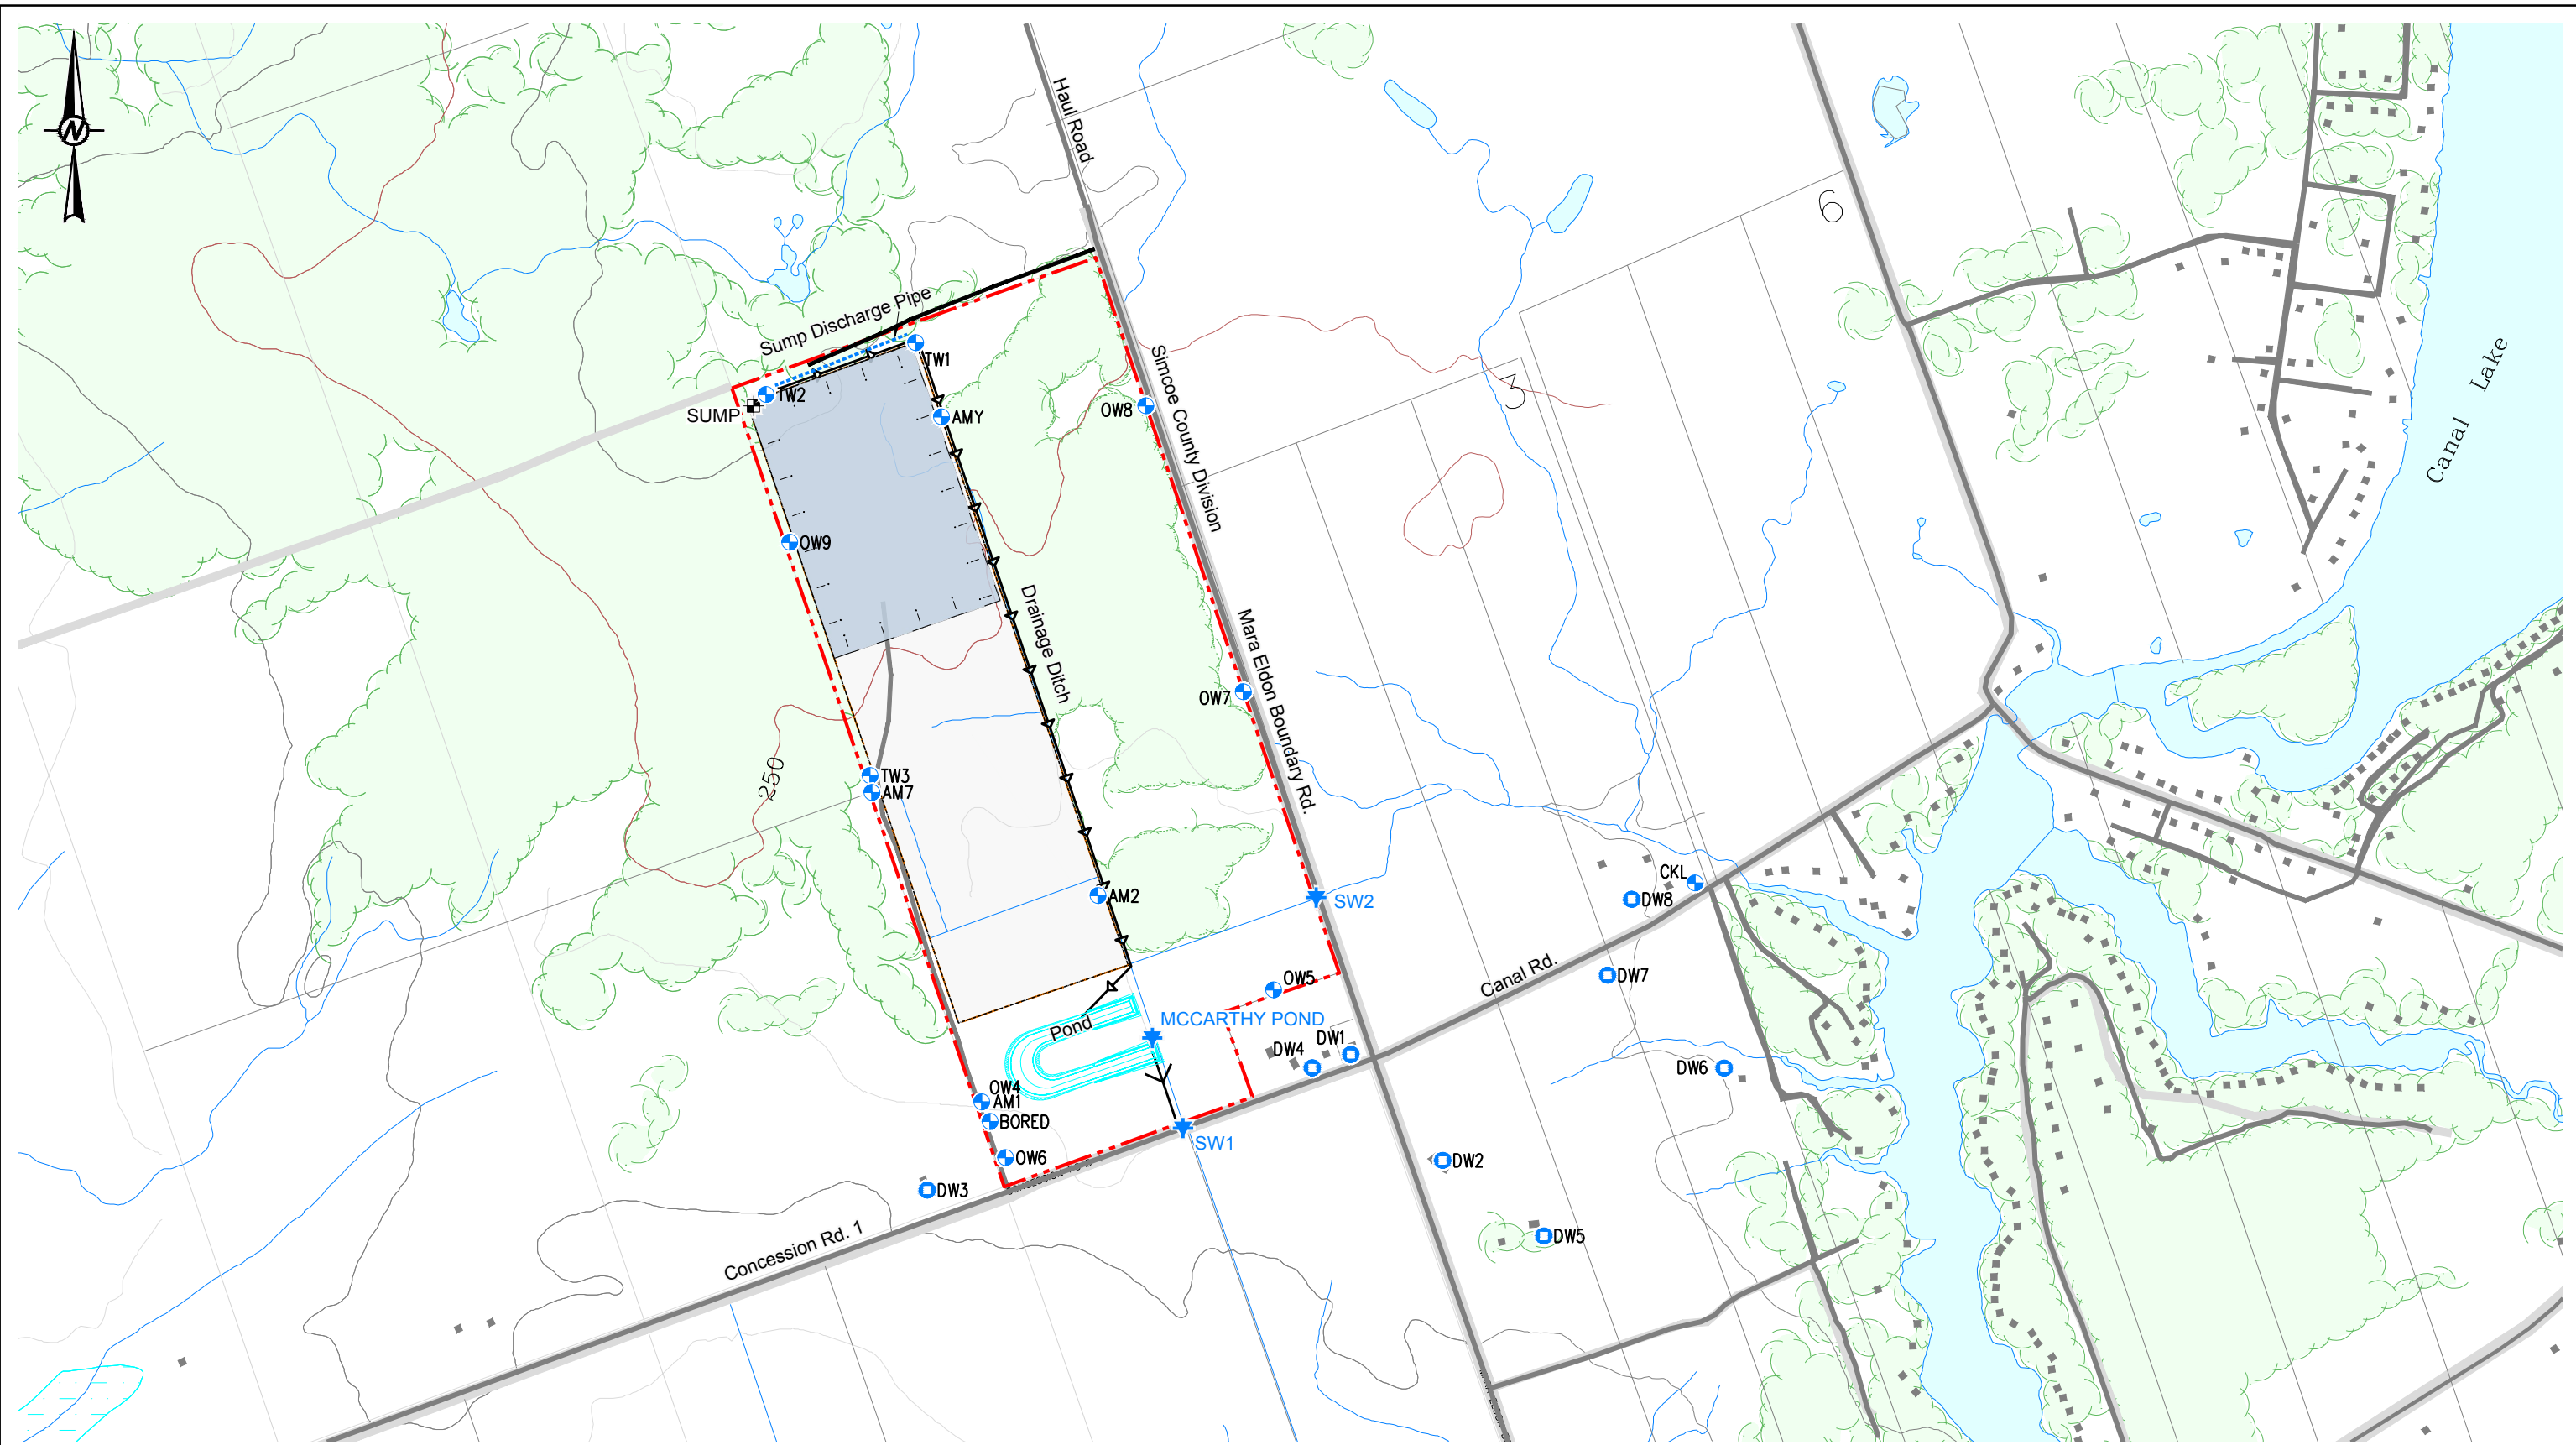 N
Haul Road
6
Sump Discharge Pipe
TW1
TW2
SUMP
AMY
OW8
Simcoe County Division
3
Canal Lake
OW9
Drainage Ditch
Mara Eldon Boundary Rd.
OW7
250
TW3
AM7
AM2
SW2
CKL
DW8
OW5
Canal Rd.
DW7
Pond
MCCARTHY POND
DW4
DW1
DW6
OW4
AM1
BORED
OW6
SW1
DW3
DW2
DW5
Concession Rd. 1